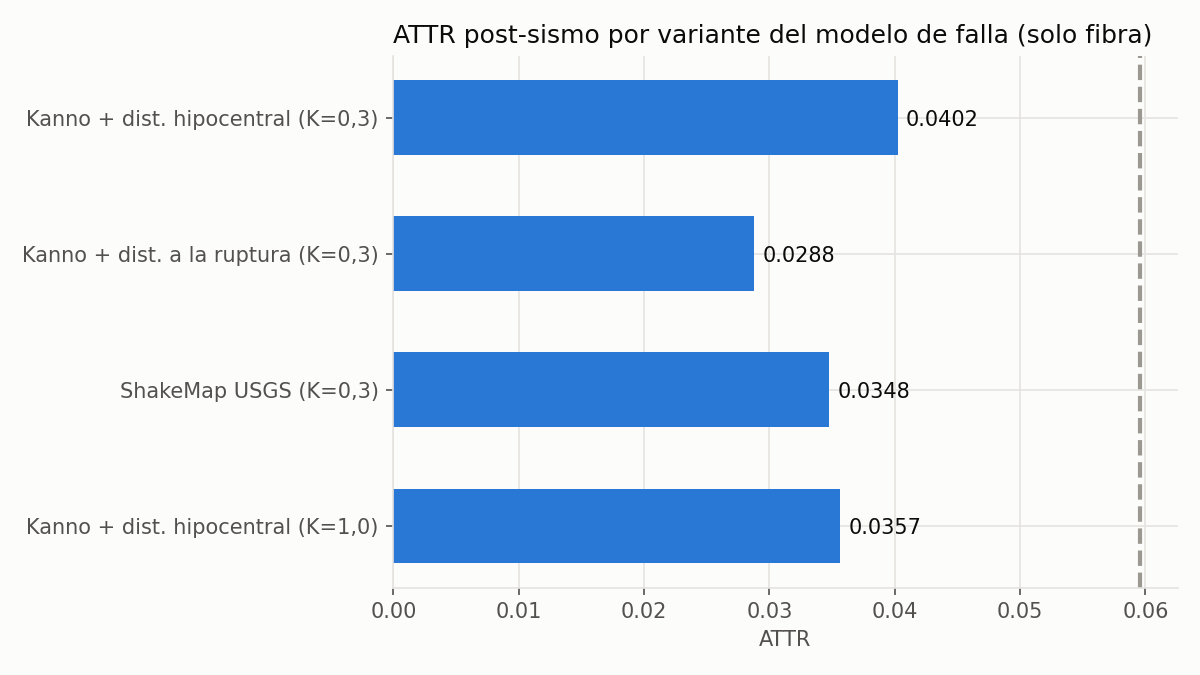 ATTR post-sismo por variante del modelo de falla (solo fibra)
Kanno + dist. hipocentral (K=0,3)
0.0402
Kanno + dist. a la ruptura (K=0,3)
0.0288
ShakeMap USGS (K=0,3)
0.0348
Kanno + dist. hipocentral (K=1,0)
0.0357
0.00 0.01 0.02 0.03 0.04 0.05 0.06
ATTR